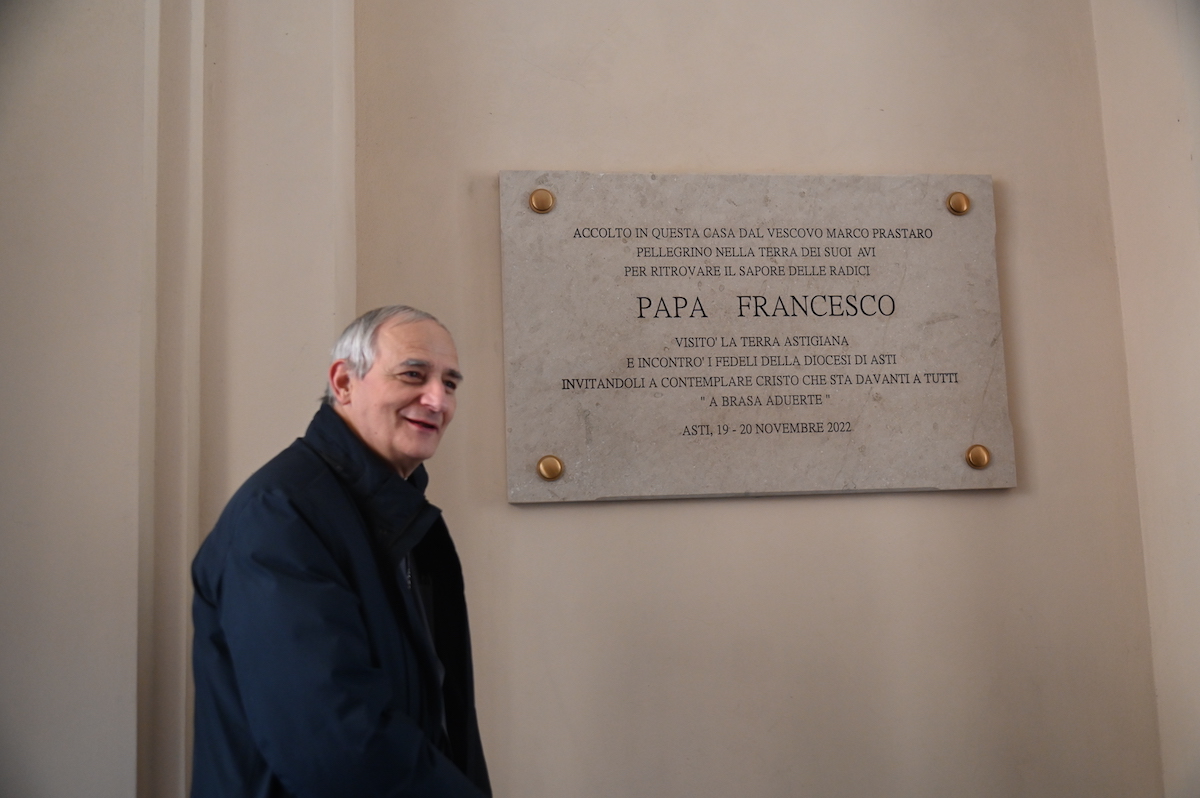 ACCOLTO IN QUESTA CASA DAL VESCOVO MARCO PRASTARO
PELLEGRINO NELLA TERRA DEI SUOI AVI
PER RITROVARE IL SAPORE DELLE RADICI
PAPA FRANCESCO
VISITO' LA TERRA ASTIGIANA
E INCONTRO' I FEDELI DELLA DIOCESI DI ASTI
INVITANDOLI A CONTEMPLARE CRISTO CHE STA DAVANTI A TUTTI
" A BRASA ADUERTE "
ASTI, 19 - 20 NOVEMBRE 2022